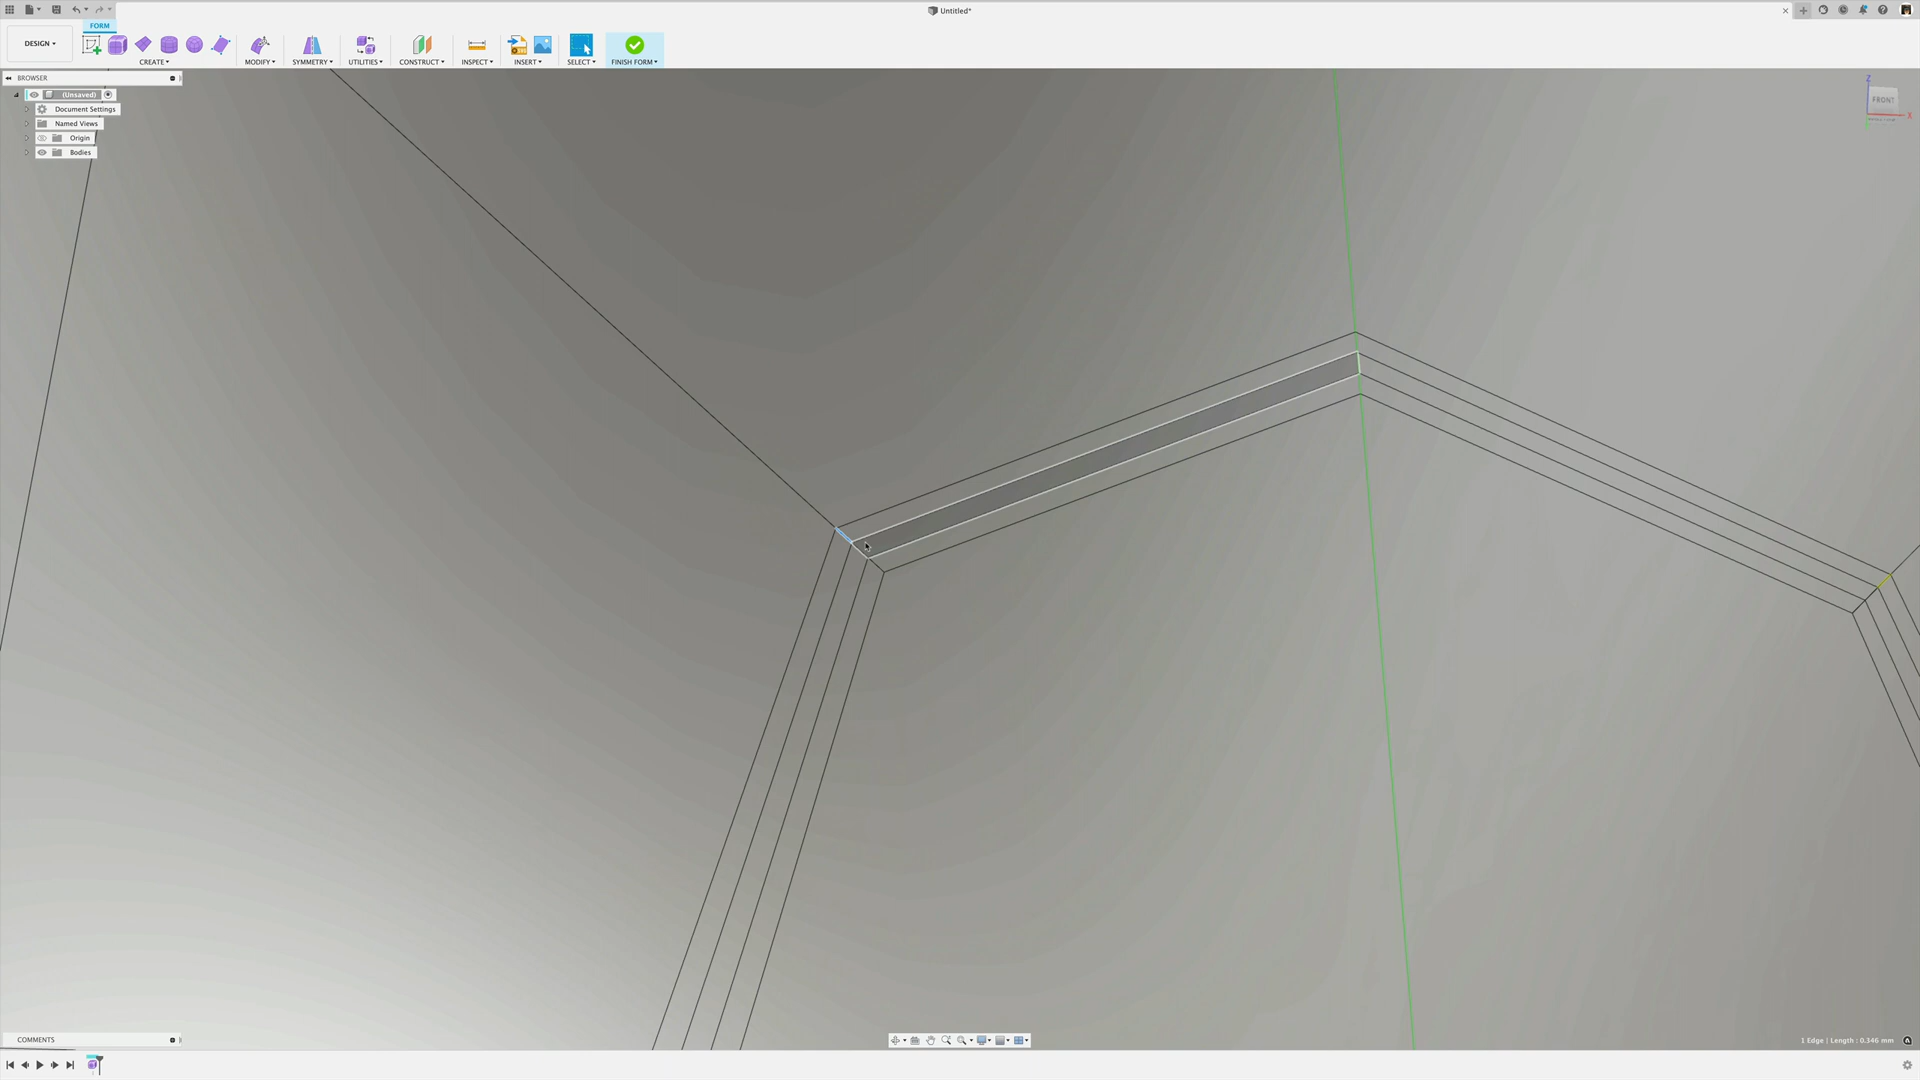 Untitled*
FORM
DESIGN
CREATE
MODIFY
SYMMETRY
UTILITIES
CONSTRUCT
INSPECT
INSERT
SELECT
FINISH FORM
BROWSER
(Unsaved)
Document Settings
Named Views
Origin
Bodies
Z
FRONT
X
COMMENTS
1 Edge | Length : 0.346 mm